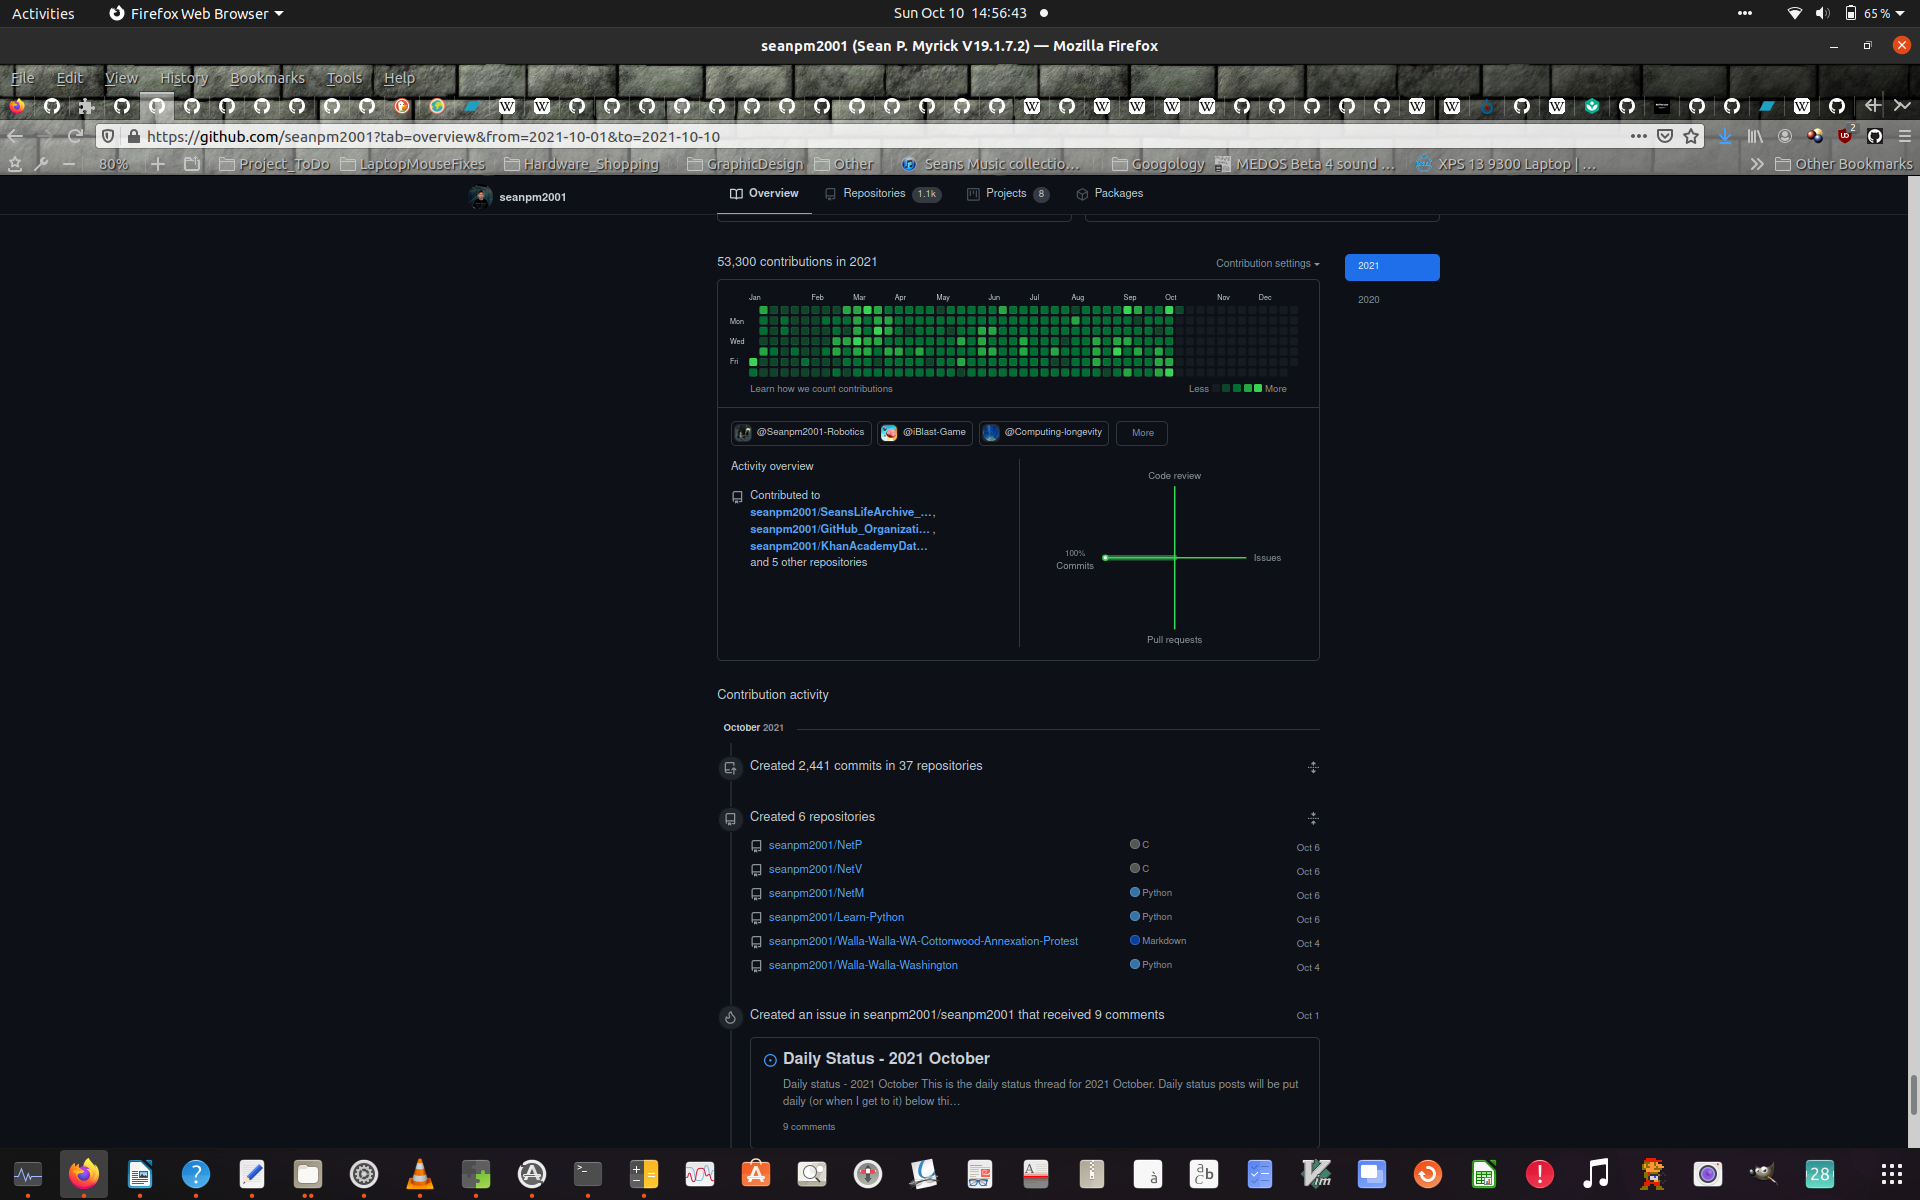 Activities
Firefox Web Browser
Sun Oct 10 14:56:43
65 %
seanpm2001 (Sean P. Myrick V19.1.7.2) — Mozilla Firefox
File Edit View History Bookmarks Tools Help
https://github.com/seanpm2001?tab=overview&from=2021-10-01&to=2021-10-10
2
80%
Project_ToDo
LaptopMouseFixes
Hardware_Shopping
GraphicDesign
Other
Seans Music collectio…
Googology
MEDOS Beta 4 sound …
XPS 13 9300 Laptop | …
Other Bookmarks
seanpm2001
Overview
Repositories 1.1k
Projects 8
Packages
53,300 contributions in 2021
Contribution settings
2021
2020
Jan Feb Mar Apr May Jun Jul Aug Sep Oct Nov Dec
Mon
Wed
Fri
Learn how we count contributions
Less
More
@Seanpm2001-Robotics
@iBlast-Game
@Computing-longevity
More
Activity overview
Contributed to
seanpm2001/SeansLifeArchive_…,
seanpm2001/GitHub_Organizati… ,
seanpm2001/KhanAcademyDat…
and 5 other repositories
Code review
100%
Commits
Issues
Pull requests
Contribution activity
October 2021
Created 2,441 commits in 37 repositories
Created 6 repositories
seanpm2001/NetP C Oct 6
seanpm2001/NetV C Oct 6
seanpm2001/NetM Python Oct 6
seanpm2001/Learn-Python Python Oct 6
seanpm2001/Walla-Walla-WA-Cottonwood-Annexation-Protest Markdown Oct 4
seanpm2001/Walla-Walla-Washington Python Oct 4
Created an issue in seanpm2001/seanpm2001 that received 9 comments Oct 1
Daily Status - 2021 October
Daily status - 2021 October This is the daily status thread for 2021 October. Daily status posts will be put
daily (or when I get to it) below thi…
9 comments
28